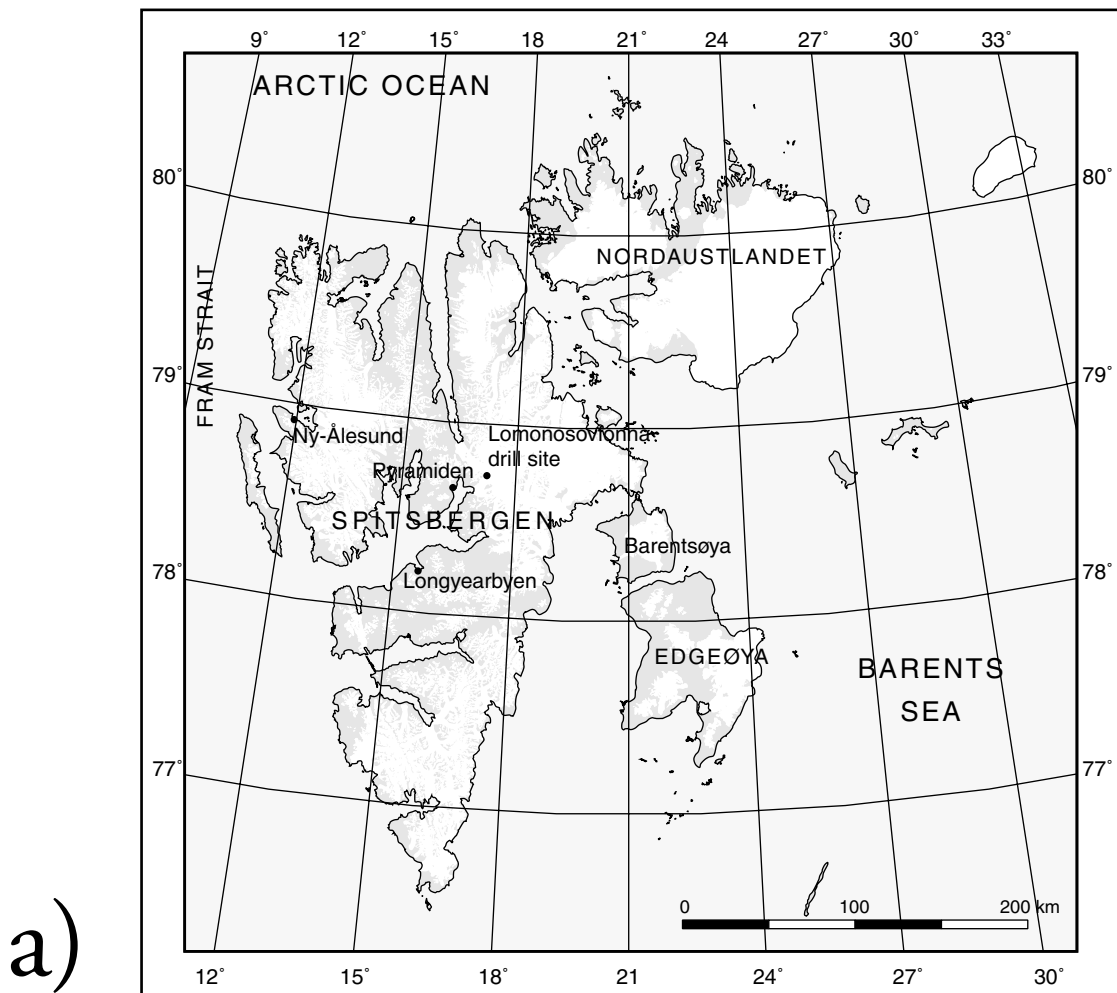 9˚ 12˚ 15˚ 18 21˚ 24 27˚ 30˚ 33˚
ARCTIC OCEAN
80˚ 80˚
NORDAUSTLANDET
FRAM STRAIT
79˚ 79˚
Ny-Ålesund
Lomonosovfonna
drill site
Pyramiden
SPITSBERGEN
Barentsøya
78˚ 78˚
Longyearbyen
EDGEØYA
BARENTS
SEA
77˚ 77˚
0 100 200 km
a)
12˚ 15˚ 18˚ 21˚ 24˚ 27˚ 30˚